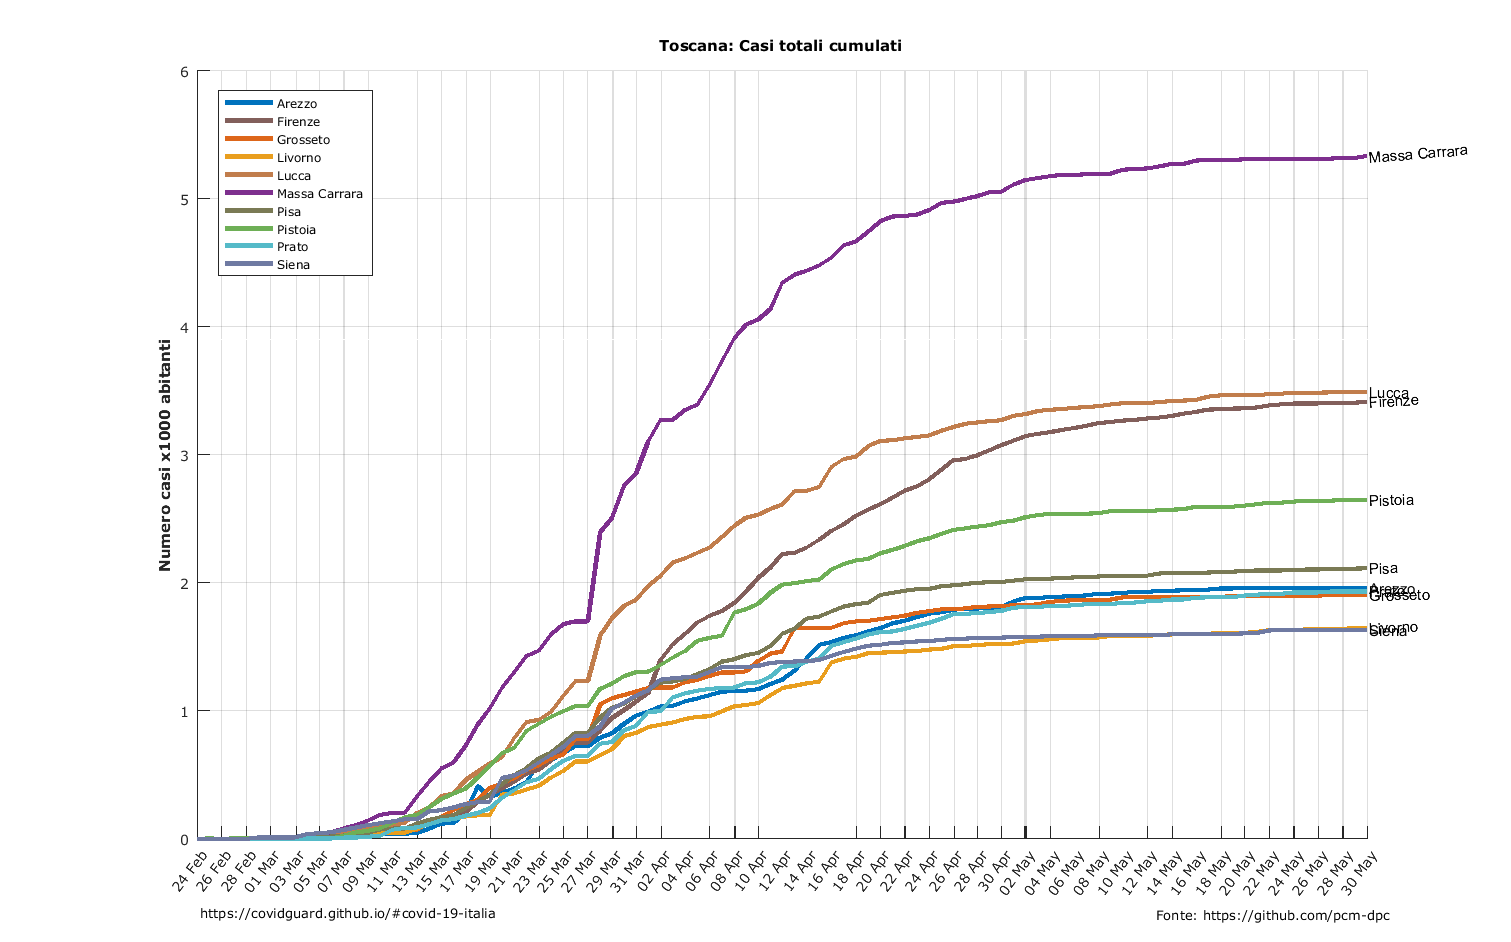 Toscana: Casi totali cumulati
Numero casi x1000 abitanti
6
5
4
3
2
1
0
Arezzo
Firenze
Grosseto
Livorno
Lucca
Massa Carrara
Pisa
Pistoia
Prato
Siena
Massa Carrara
Lucca
Firenze
Pistoia
Pisa
Arezzo
Prato
Grosseto
Livorno
Siena
24 Feb
26 Feb
28 Feb
01 Mar
03 Mar
05 Mar
07 Mar
09 Mar
11 Mar
13 Mar
15 Mar
17 Mar
19 Mar
21 Mar
23 Mar
25 Mar
27 Mar
29 Mar
31 Mar
02 Apr
04 Apr
06 Apr
08 Apr
10 Apr
12 Apr
14 Apr
16 Apr
18 Apr
20 Apr
22 Apr
24 Apr
26 Apr
28 Apr
30 Apr
02 May
04 May
06 May
08 May
10 May
12 May
14 May
16 May
18 May
20 May
22 May
24 May
26 May
28 May
30 May
https://covidguard.github.io/#covid-19-italia
Fonte: https://github.com/pcm-dpc